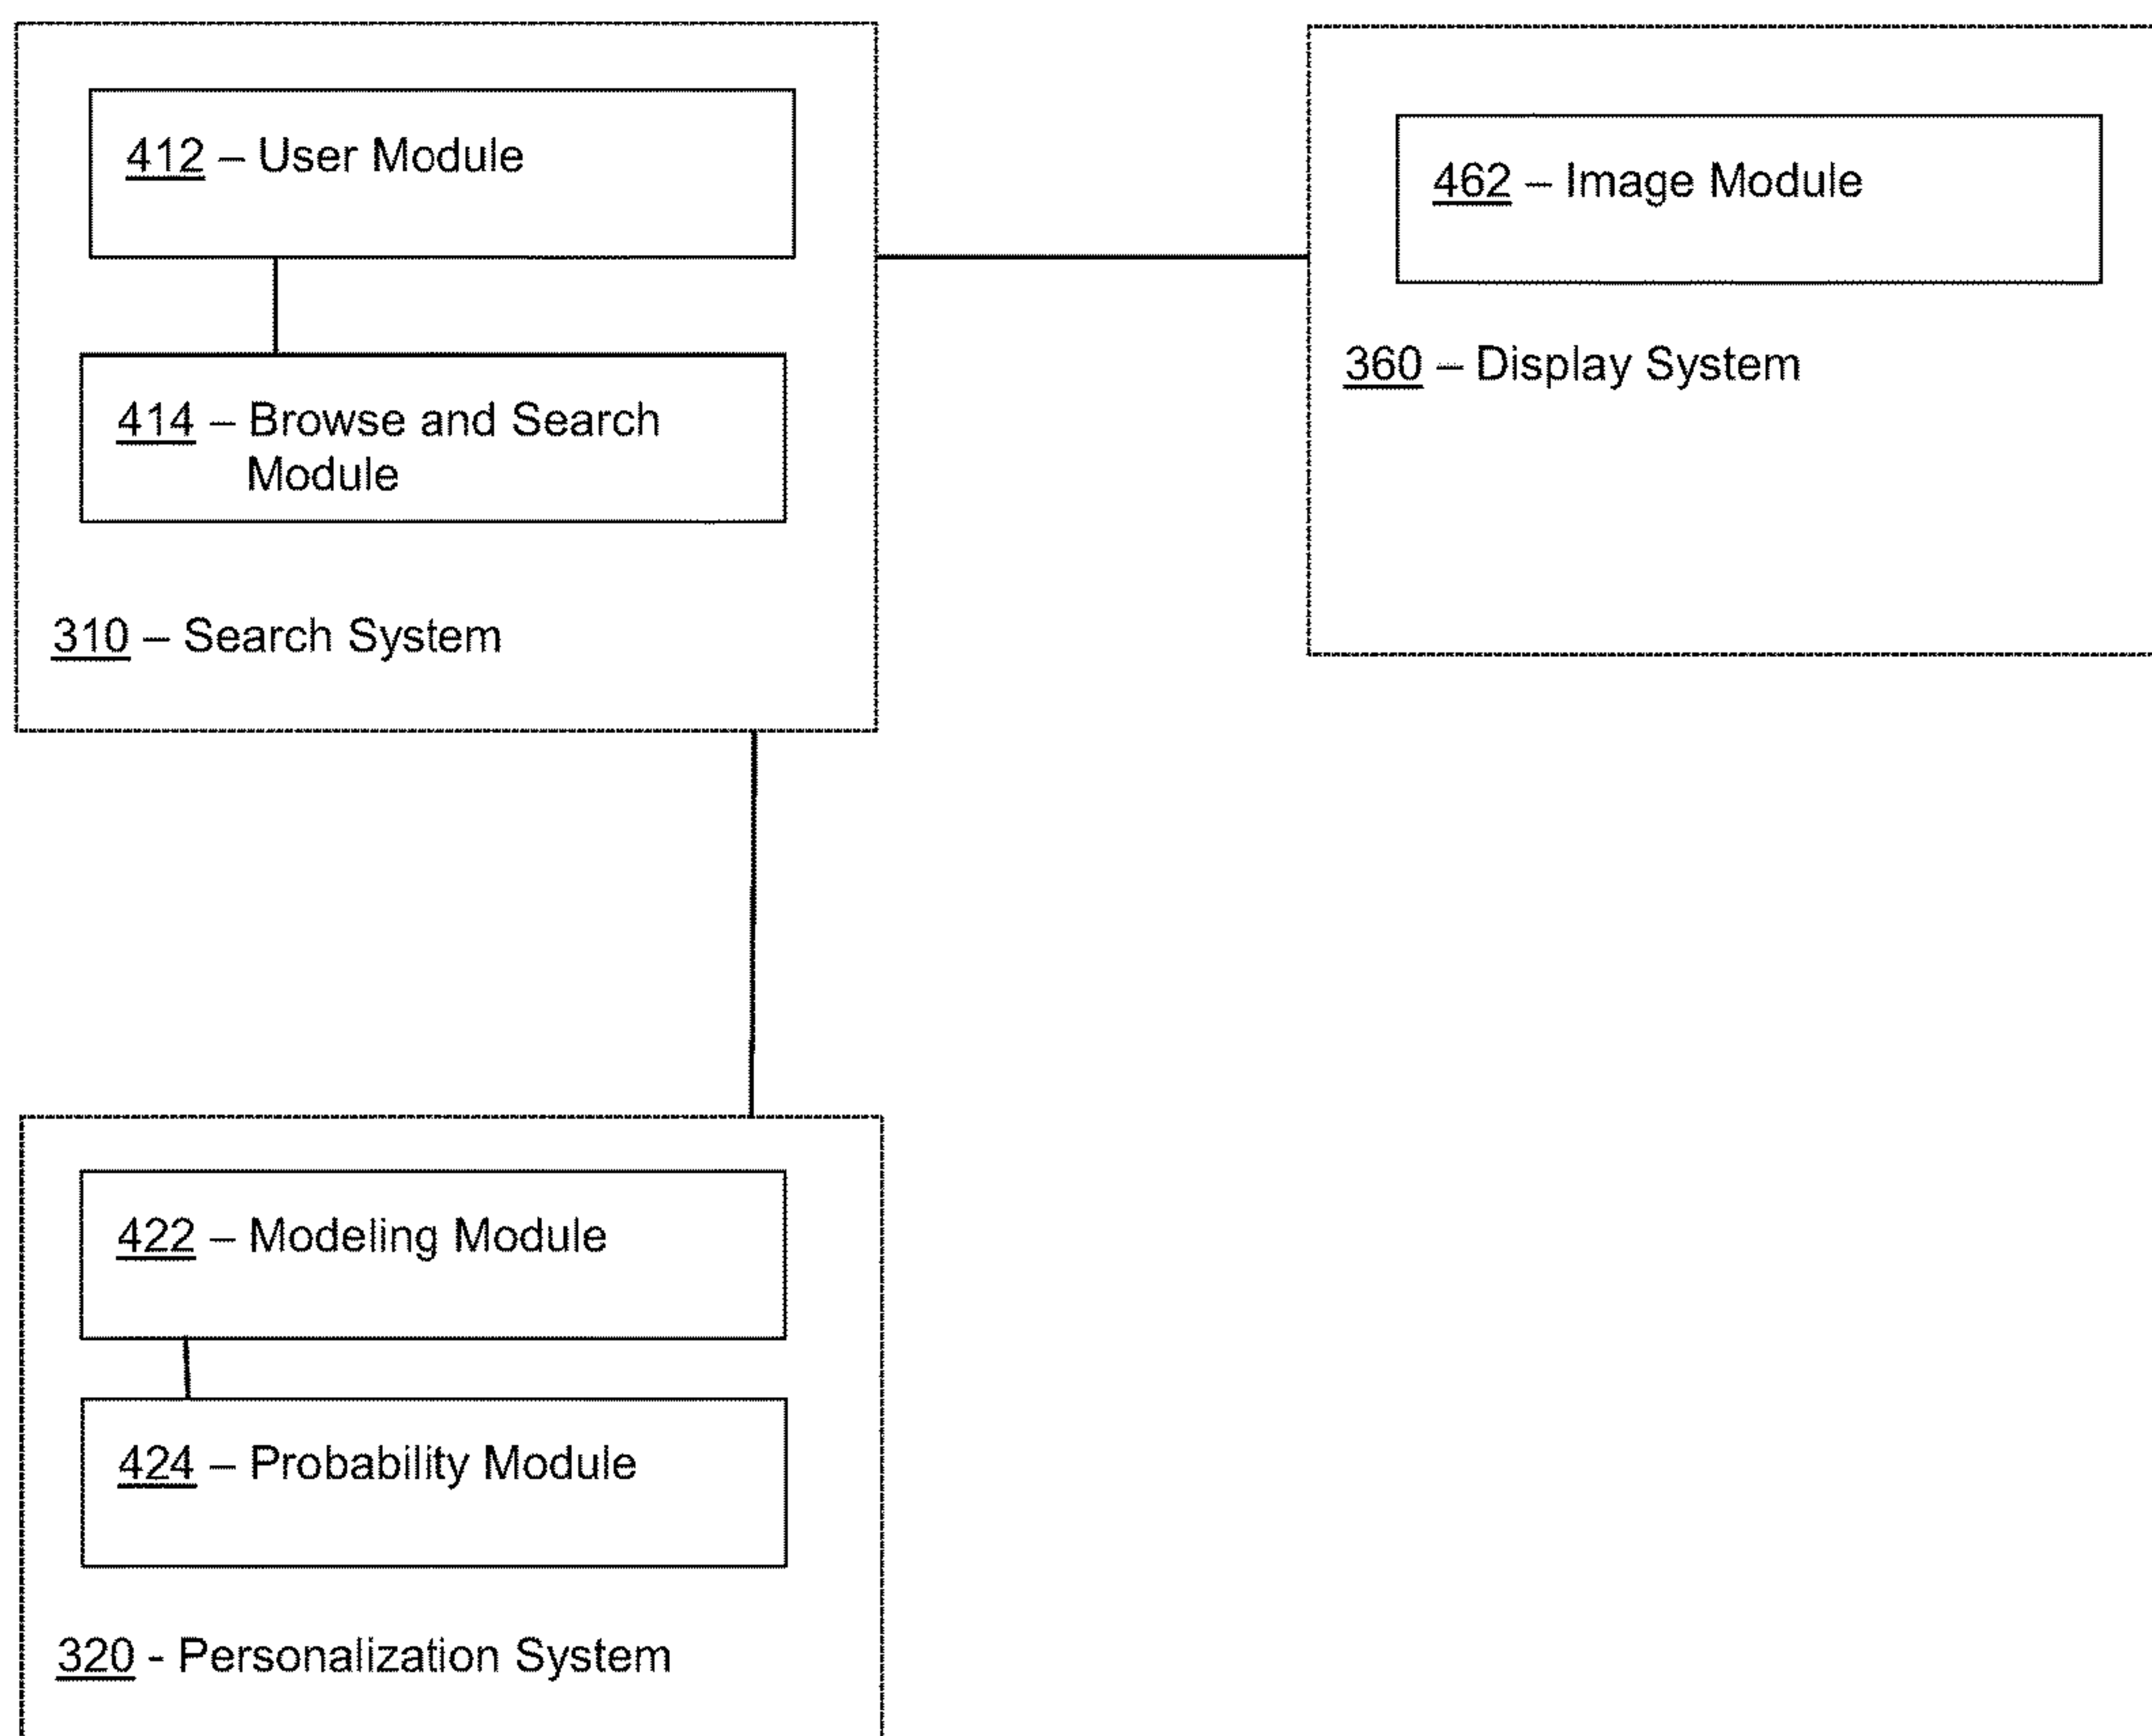 412 – User Module
414 – Browse and Search
Module
310 – Search System
462 – Image Module
360 – Display System
422 – Modeling Module
424 – Probability Module
320 - Personalization System